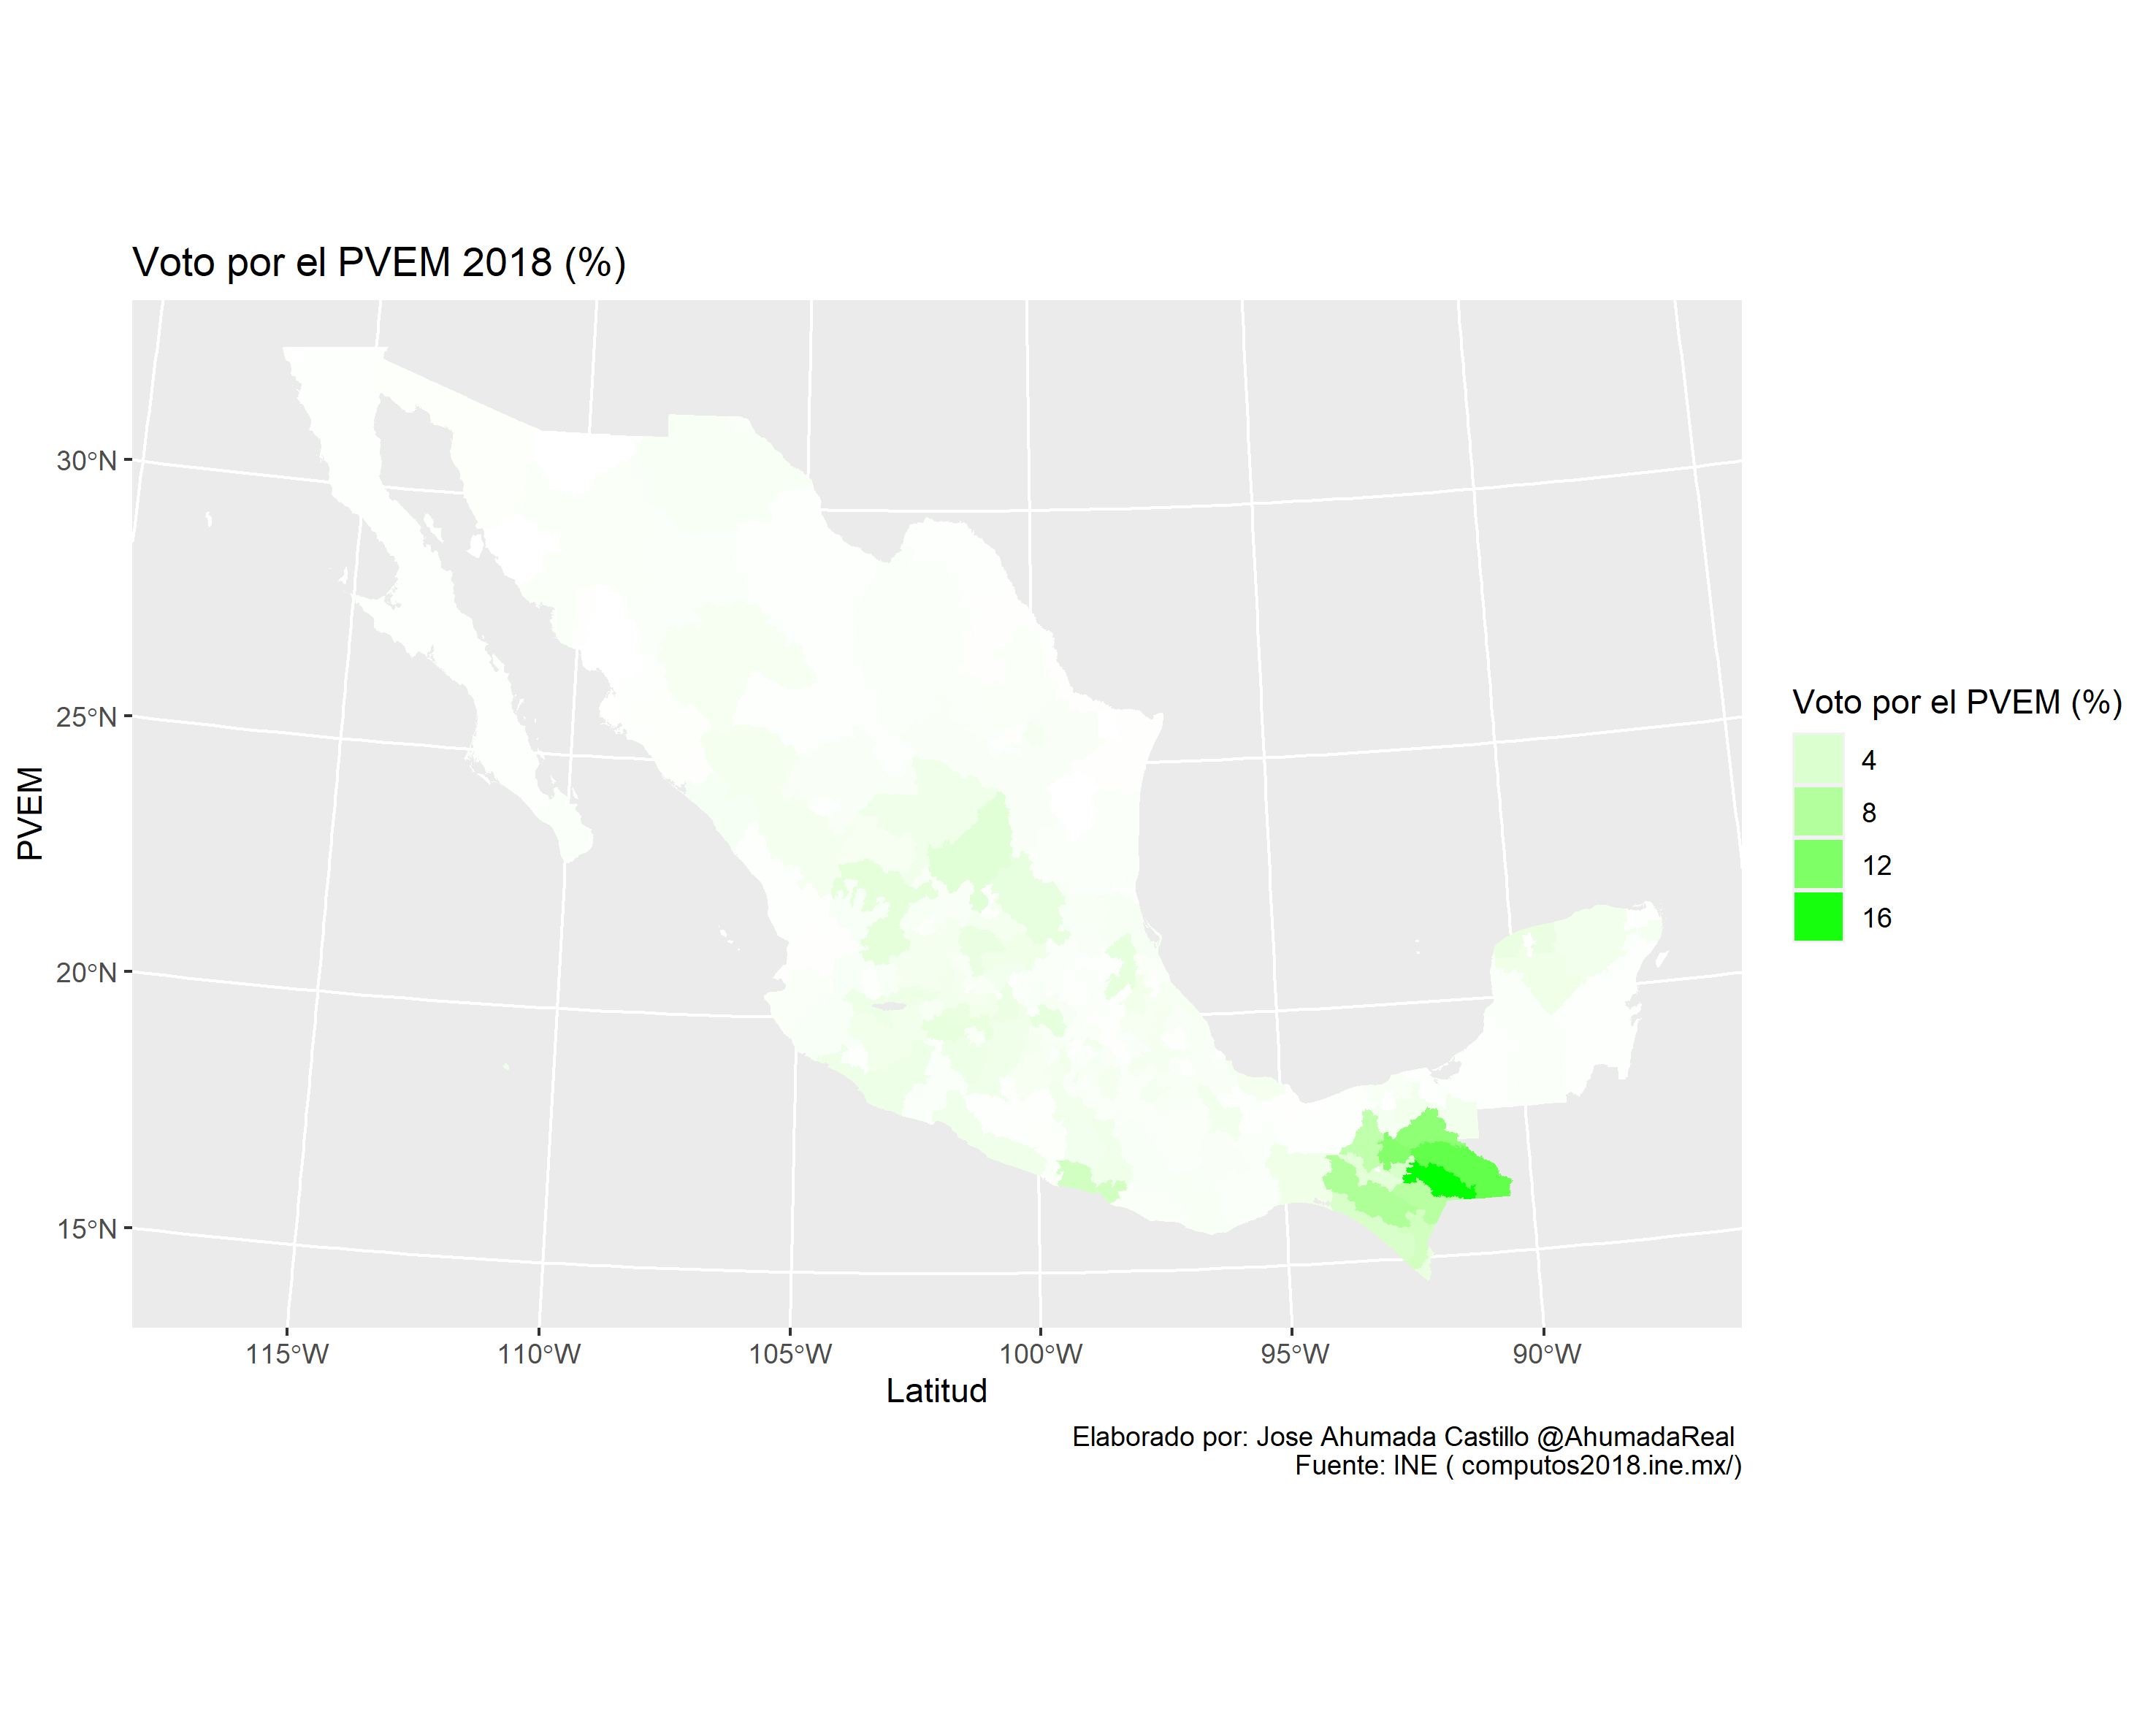 Voto por el PVEM 2018 (%)
30°N
25°N
20°N
15°N
PVEM
115°W
110°W
105°W
100°W
95°W
90°W
Latitud
Voto por el PVEM (%)
4
8
12
16
Elaborado por: Jose Ahumada Castillo @AhumadaReal
Fuente: INE ( computos2018.ine.mx/)